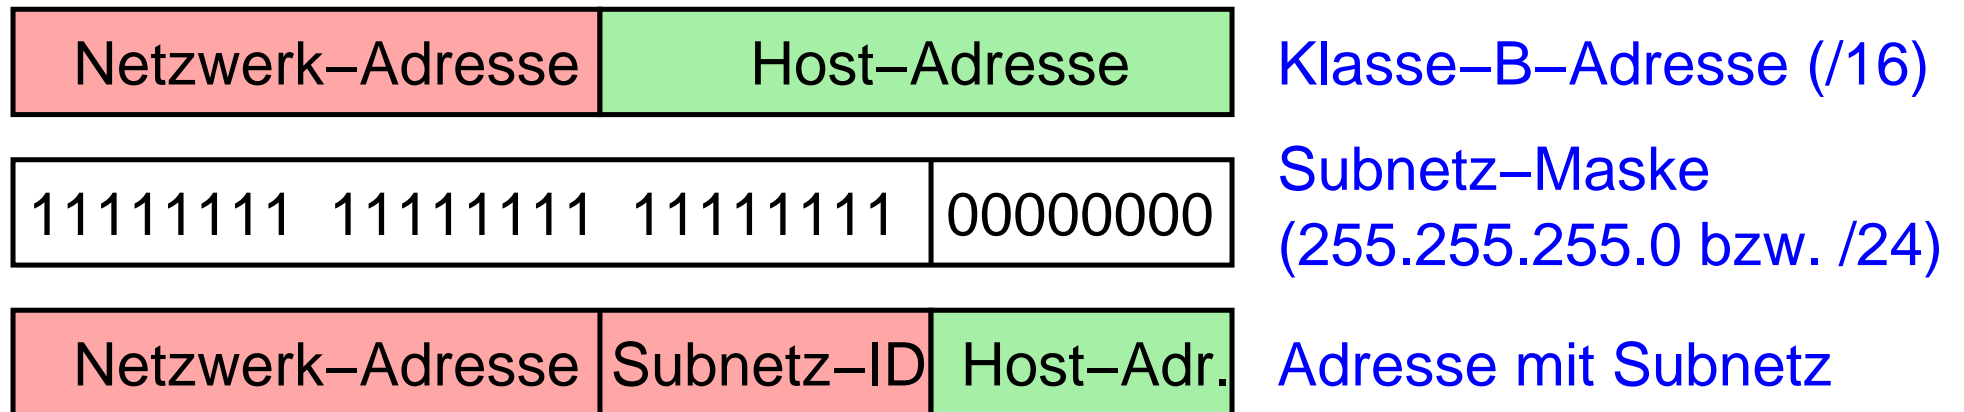 Netzwerk–Adresse Host–Adresse Klasse–B–Adresse (/16)
11111111 11111111 11111111 00000000 Subnetz–Maske
(255.255.255.0 bzw. /24)
Netzwerk–Adresse Subnetz–ID Host–Adr. Adresse mit Subnetz